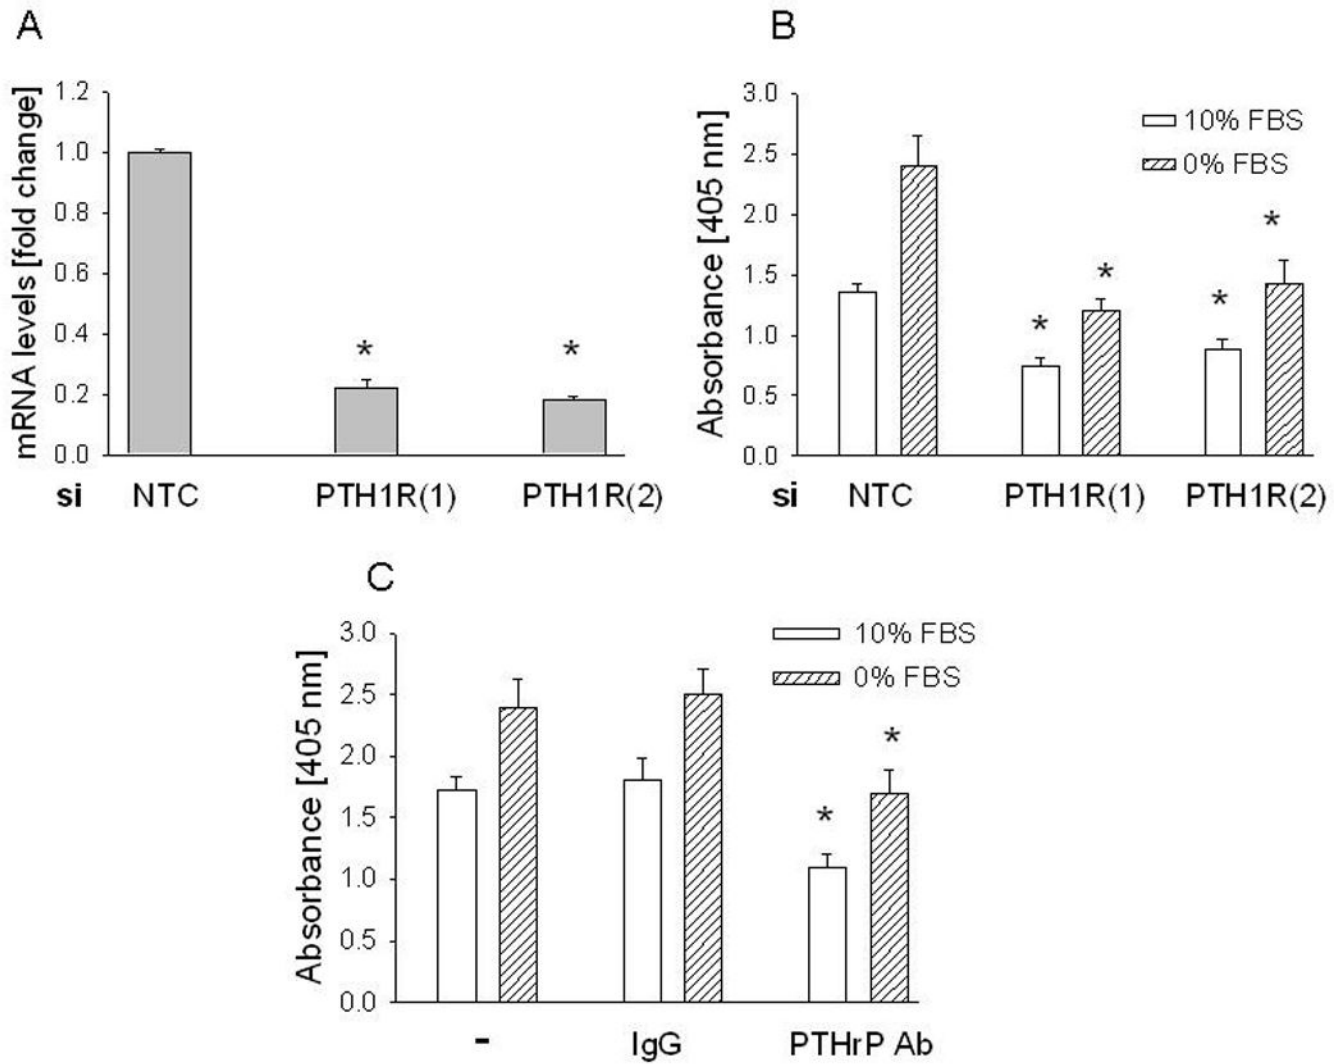 A
mRNA levels [fold change]
1.2
1.0
0.8
0.6
0.4
0.2
0.0
* *
si NTC PTH1R(1) PTH1R(2)
B
Absorbance [405 nm]
3.0
2.5
2.0
1.5
1.0
0.5
0.0
10% FBS
0% FBS
* * * *
si NTC PTH1R(1) PTH1R(2)
C
Absorbance [405 nm]
3.0
2.5
2.0
1.5
1.0
0.5
0.0
10% FBS
0% FBS
* *
- IgG PTHrP Ab